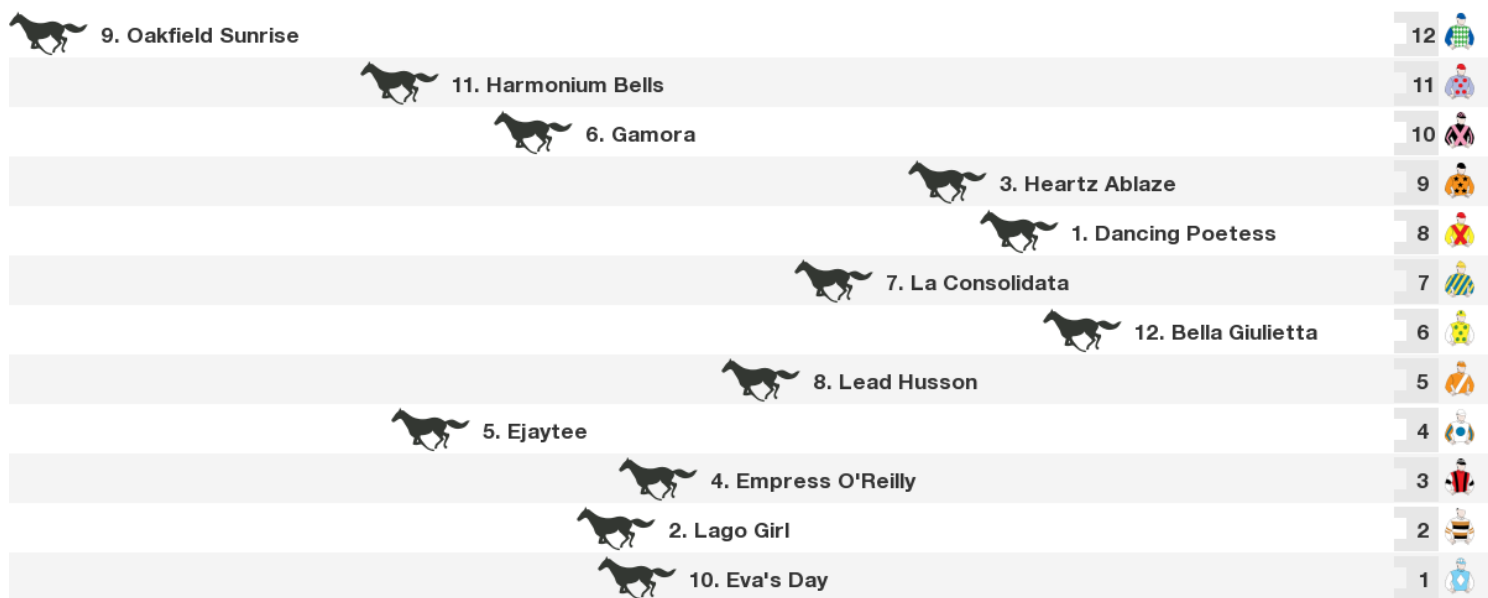 9. Oakfield Sunrise 12
11. Harmonium Bells 11
6. Gamora 10
3. Heartz Ablaze 9
1. Dancing Poetess 8
7. La Consolidata 7
12. Bella Giulietta 6
8. Lead Husson 5
5. Ejaytee 4
4. Empress O'Reilly 3
2. Lago Girl 2
10. Eva's Day 1